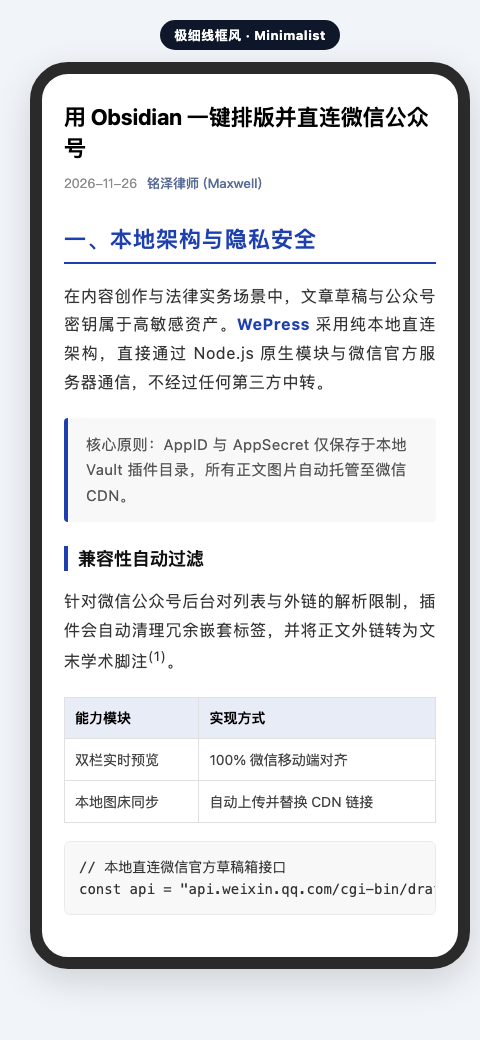 极细线框风 · Minimalist
用 Obsidian 一键排版并直连微信公众
号
2026-11-26 铭泽律师 (Maxwell)
一、本地架构与隐私安全
在内容创作与法律实务场景中，文章草稿与公众号
密钥属于高敏感资产。WePress 采用纯本地直连
架构，直接通过 Node.js 原生模块与微信官方服
务器通信，不经过任何第三方中转。
核心原则：AppID 与 AppSecret 仅保存于本地
Vault 插件目录，所有正文图片自动托管至微信
CDN。
兼容性自动过滤
针对微信公众号后台对列表与外链的解析限制，插
件会自动清理冗余嵌套标签，并将正文外链转为文
末学术脚注(1)。
能力模块 实现方式
双栏实时预览 100% 微信移动端对齐
本地图床同步 自动上传并替换 CDN 链接
// 本地直连微信官方草稿箱接口
const api = "api.weixin.qq.com/cgi-bin/dra